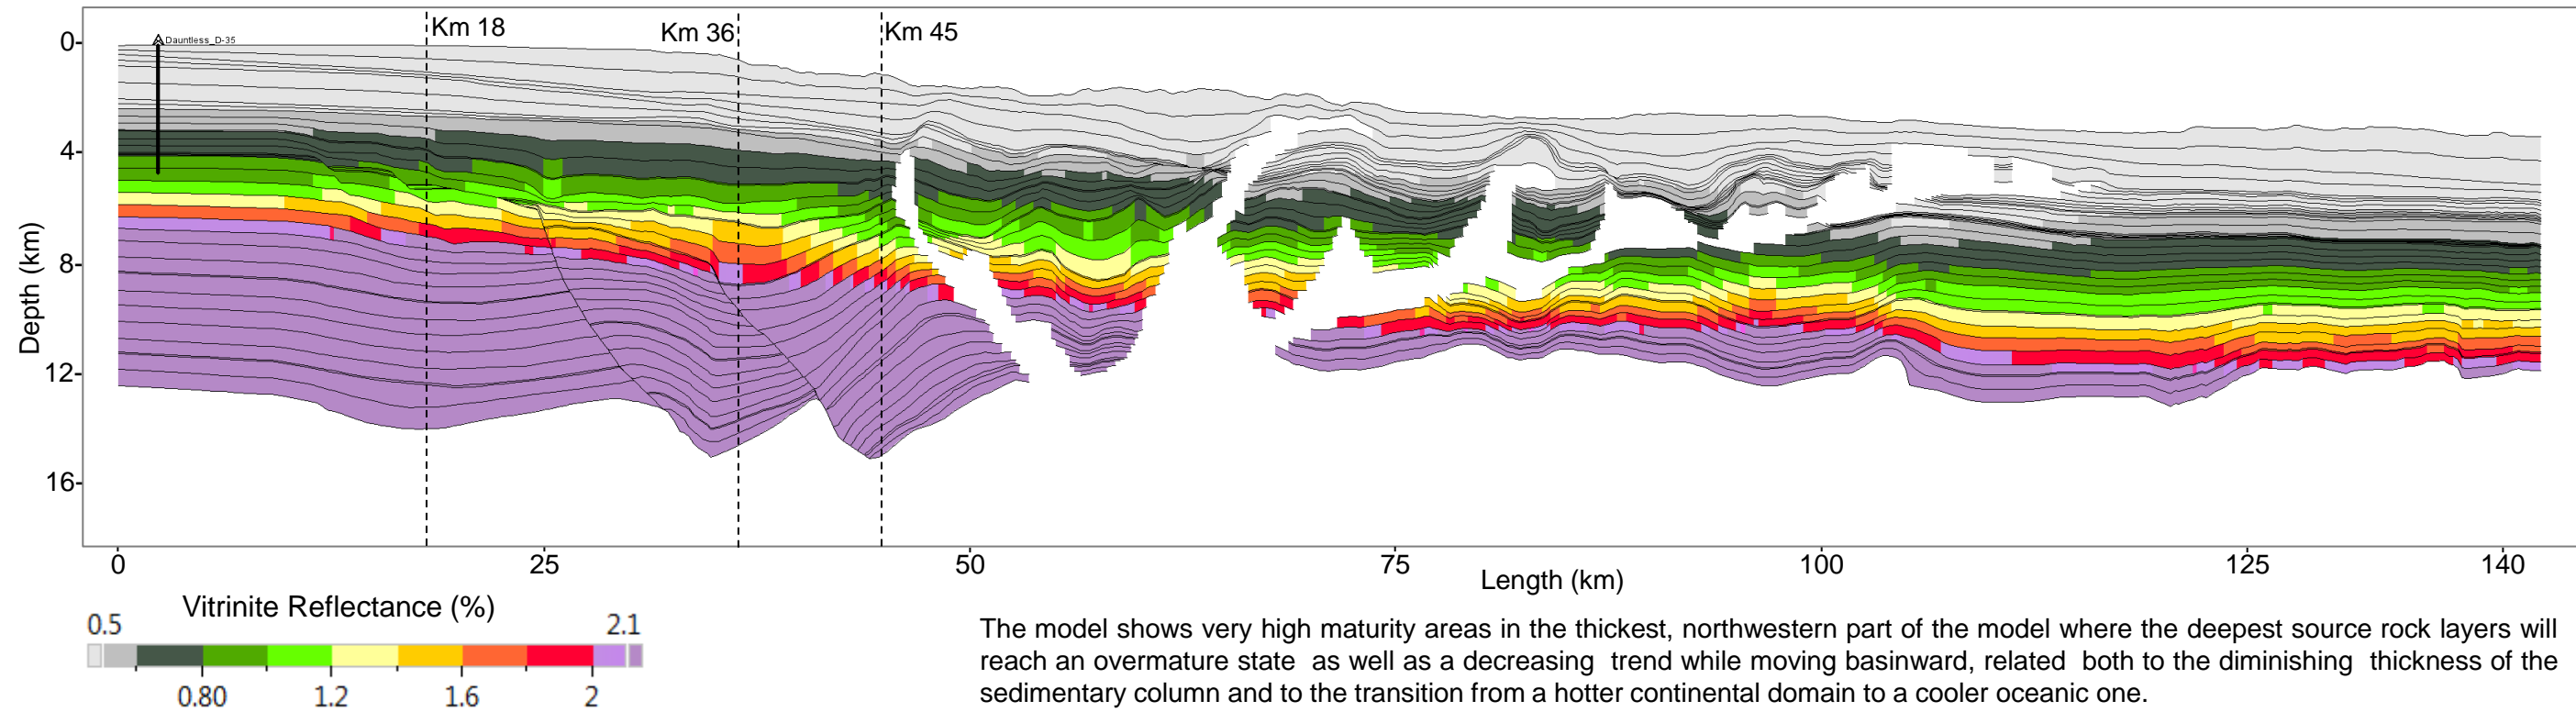 Km 18
Km 36
Km 45
Dauntless_D-35
0
4
8
12
16
Depth (km)
0
25
50
75
100
125
140
Length (km)
Vitrinite Reflectance (%)
0.5
2.1
0.80
1.2
1.6
2
The model shows very high maturity areas in the thickest, northwestern part of the model where the deepest source rock layers will
reach an overmature state as well as a decreasing trend while moving basinward, related both to the diminishing thickness of the
sedimentary column and to the transition from a hotter continental domain to a cooler oceanic one.